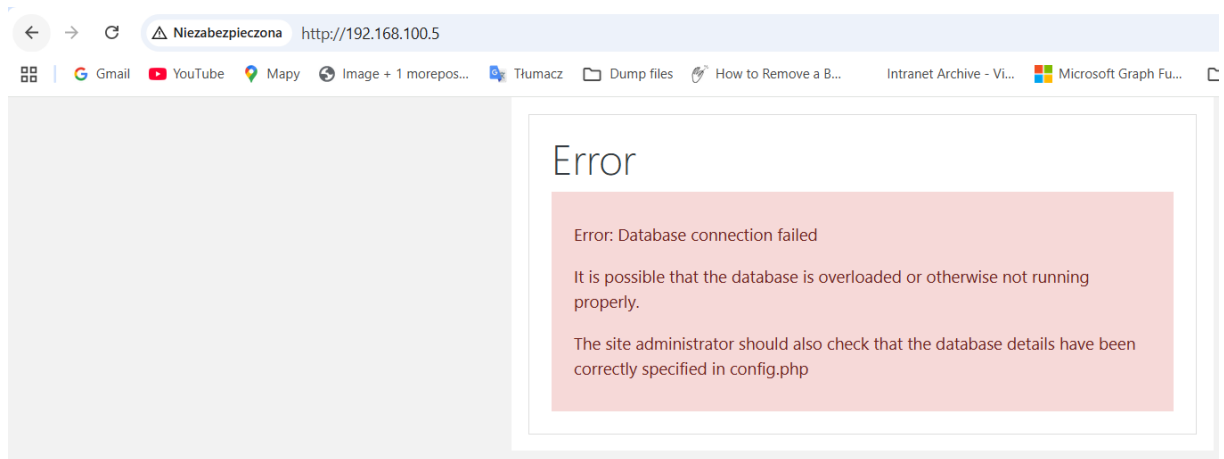 Niezabezpieczona http://192.168.100.5
Gmail YouTube Mapy Image + 1 morepos... Tłumacz Dump files How to Remove a B... Intranet Archive - Vi... Microsoft Graph Fu...
Error
Error: Database connection failed
It is possible that the database is overloaded or otherwise not running
properly.
The site administrator should also check that the database details have been
correctly specified in config.php